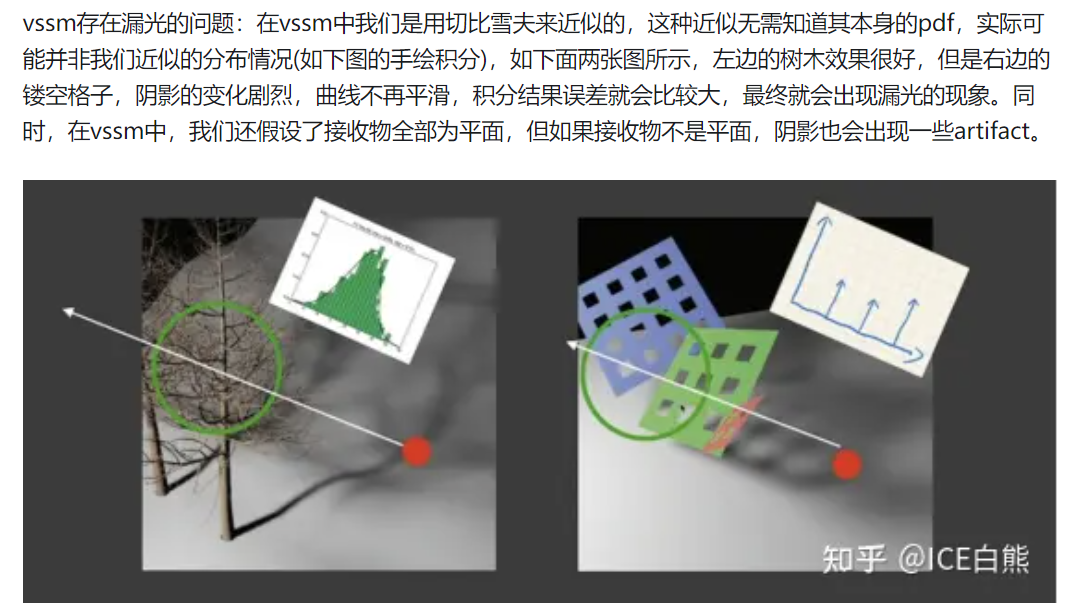 vssm存在漏光的问题：在vssm中我们是用切比雪夫来近似的，这种近似无需知道其本身的pdf，实际可
能并非我们近似的分布情况(如下图的手绘积分)，如下面两张图所示，左边的树木效果很好，但是右边的
镂空格子，阴影的变化剧烈，曲线不再平滑，积分结果误差就会比较大，最终就会出现漏光的现象。同
时，在vssm中，我们还假设了接收物全部为平面，但如果接收物不是平面，阴影也会出现一些artifact。
知乎 @ICE白熊